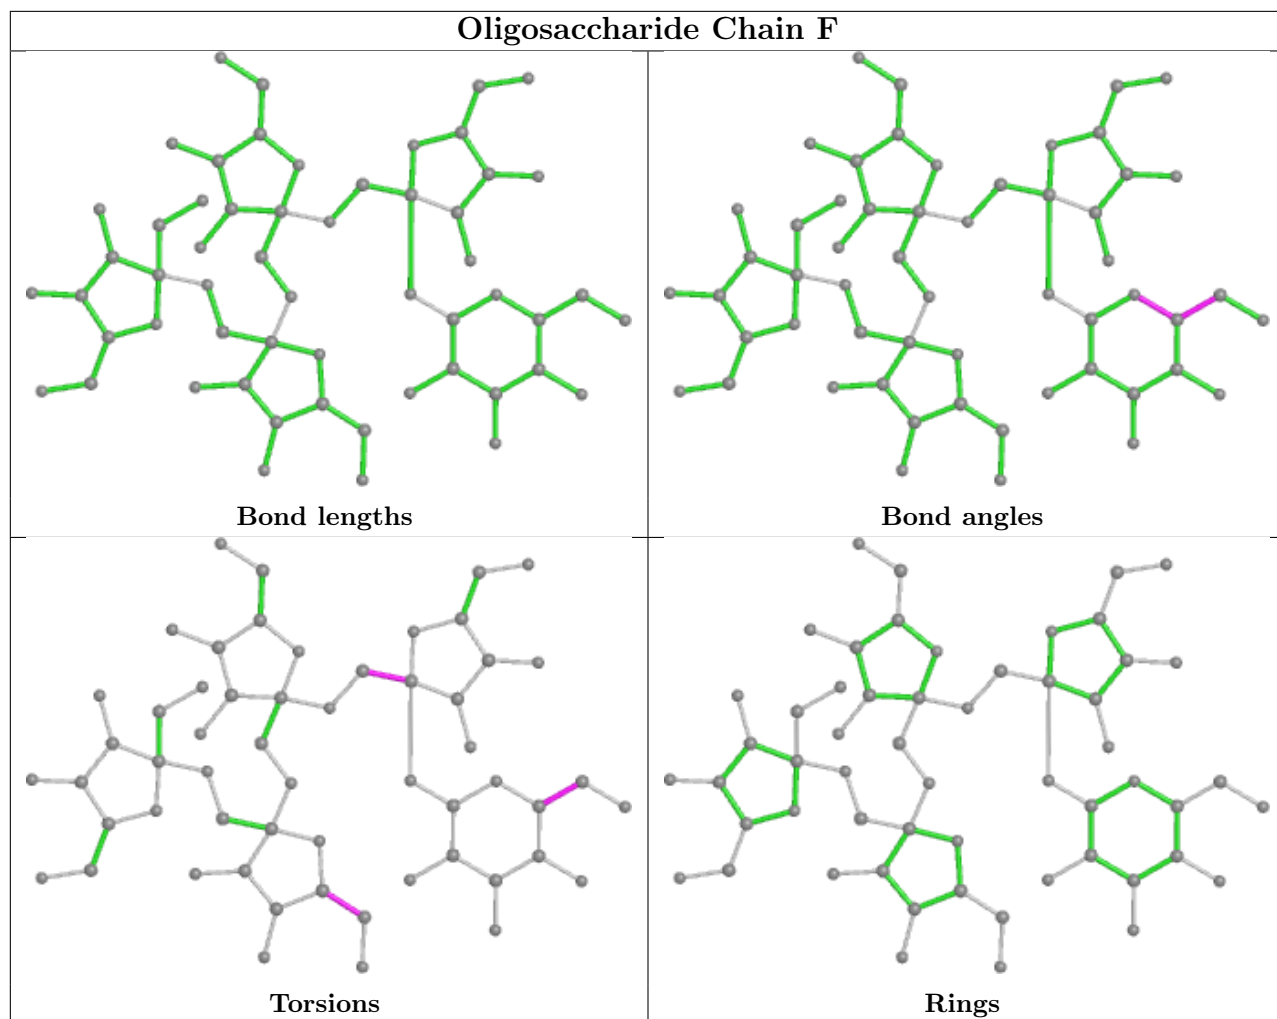 Oligosaccharide Chain F
Bond lengths
Bond angles
Torsions
Rings